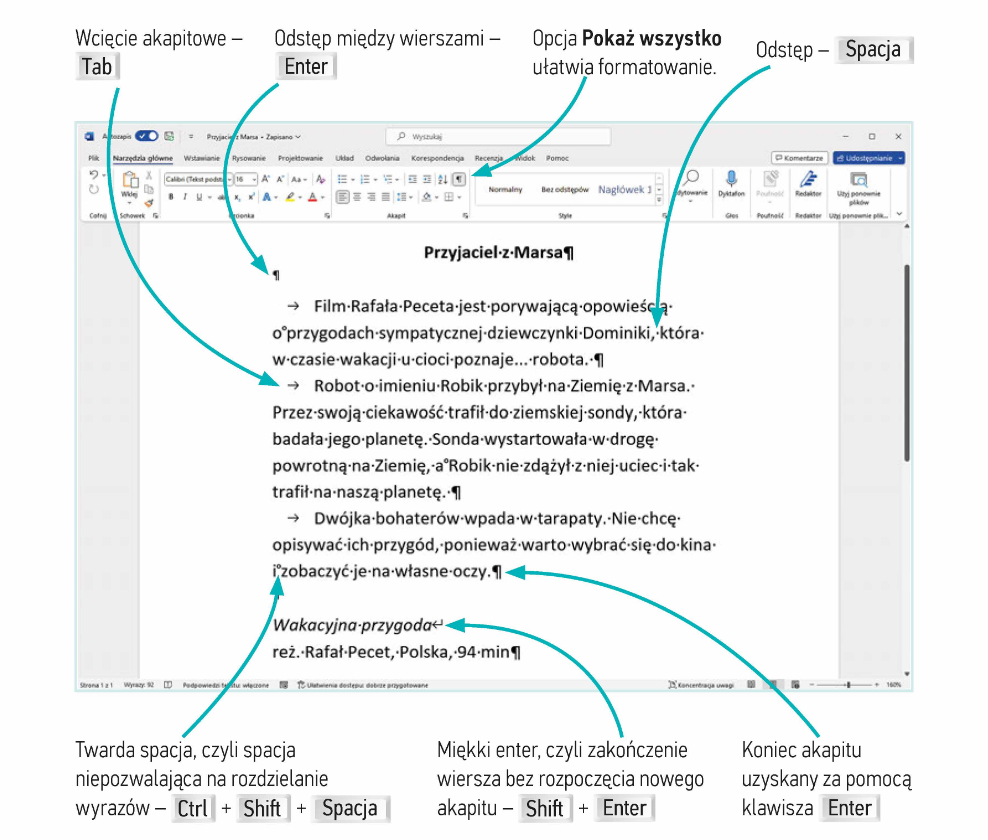 Wcięcie akapitowe –
Tab
Odstęp między wierszami –
Enter
Opcja Pokaż wszystko
ułatwia formatowanie.
Odstęp – Spacja
Autozapis Przyjaciel z Marsa • Zapisano Wyszukaj
Plik Narzędzia główne Wstawianie Rysowanie Projektowanie Układ Odwołania Korespondencja Recenzja Widok Pomoc Komentarze Udostępnianie
Calibri (Tekst podsta 16 Aa
Normalny Bez odstępów Nagłówek 1
Wklej Dyktafon Poufność Redaktor Użyj ponownie
plików
Cofnij Schowek Akapit Style Głos Poufność Redaktor Użyj ponownie plik...
Przyjaciel·z·Marsa¶
¶
→ Film·Rafała·Peceta·jest·porywającą·opowieścią·
o°przygodach·sympatycznej·dziewczynki·Dominiki,·która·
w·czasie·wakacji·u·cioci·poznaje...·robota.·¶
→ Robot·o·imieniu·Robik·przybył·na·Ziemię·z·Marsa.·
Przez·swoją·ciekawość·trafił·do·ziemskiej·sondy,·która·
badała·jego·planetę.·Sonda·wystartowała·w·drogę·
powrotną·na·Ziemię,·a°Robik·nie·zdążył·z·niej·uciec·i·tak·
trafił·na·naszą·planetę.·¶
→ Dwójka·bohaterów·wpada·w·tarapaty.·Nie·chcę·
opisywać·ich·przygód,·ponieważ·warto·wybrać·się·do·kina·
i°zobaczyć·je·na·własne·oczy.¶
¶
Wakacyjna·przygoda↵
reż.·Rafał·Pecet,·Polska,·94·min¶
Strona 1 z 1 Wyrazy: 92 Podpowiedzi tekstu: włączone Ułatwienia dostępu: dobrze przygotowane Koncentracja uwagi 160%
Twarda spacja, czyli spacja
niepozwalająca na rozdzielanie
wyrazów – Ctrl + Shift + Spacja
Miękki enter, czyli zakończenie
wiersza bez rozpoczęcia nowego
akapitu – Shift + Enter
Koniec akapitu
uzyskany za pomocą
klawisza Enter